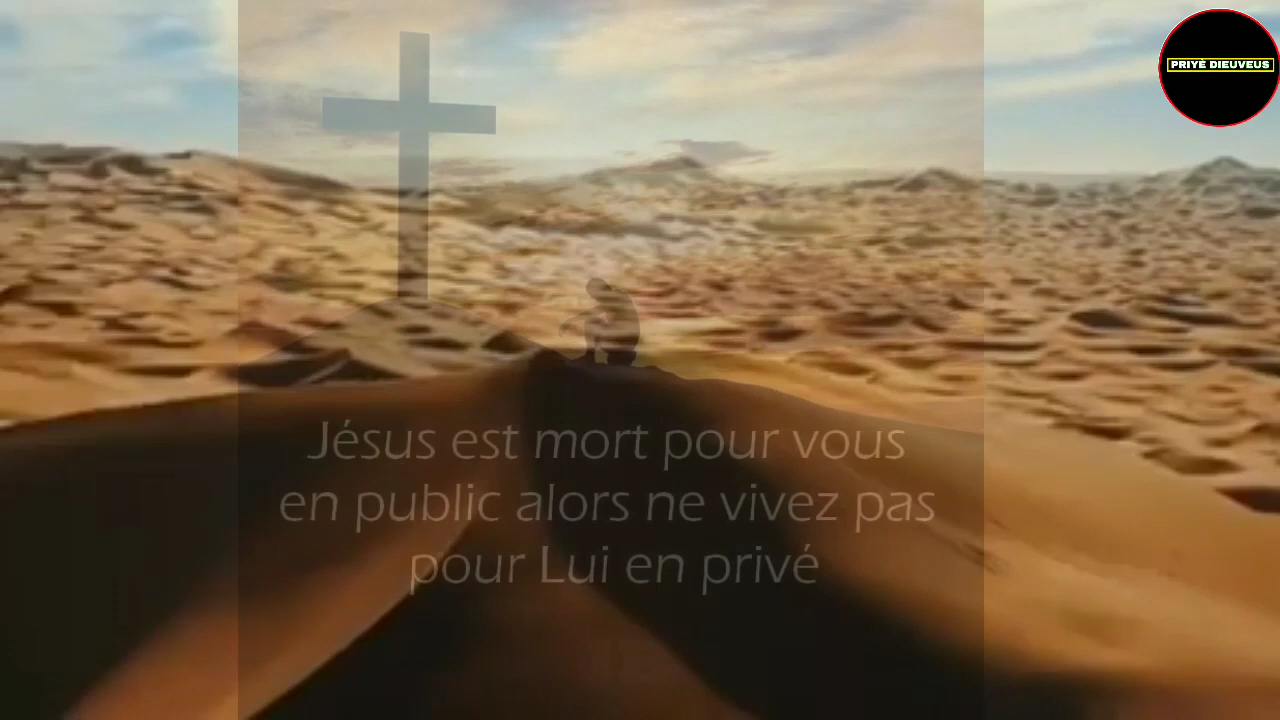 PRIYÈ DIEUVEUS
Jésus est mort pour vous
en public alors ne vivez pas
pour Lui en privé